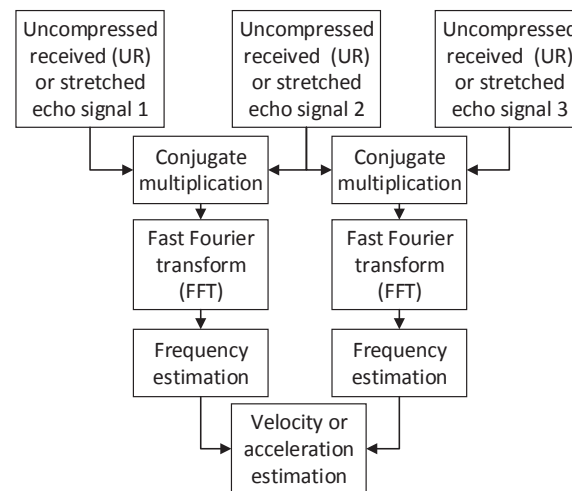 Uncompressed
received (UR)
or stretched
echo signal 1
Uncompressed
received (UR)
or stretched
echo signal 2
Uncompressed
received (UR)
or stretched
echo signal 3
Conjugate
multiplication
Conjugate
multiplication
Fast Fourier
transform
(FFT)
Fast Fourier
transform
(FFT)
Frequency
estimation
Frequency
estimation
Velocity or
acceleration
estimation